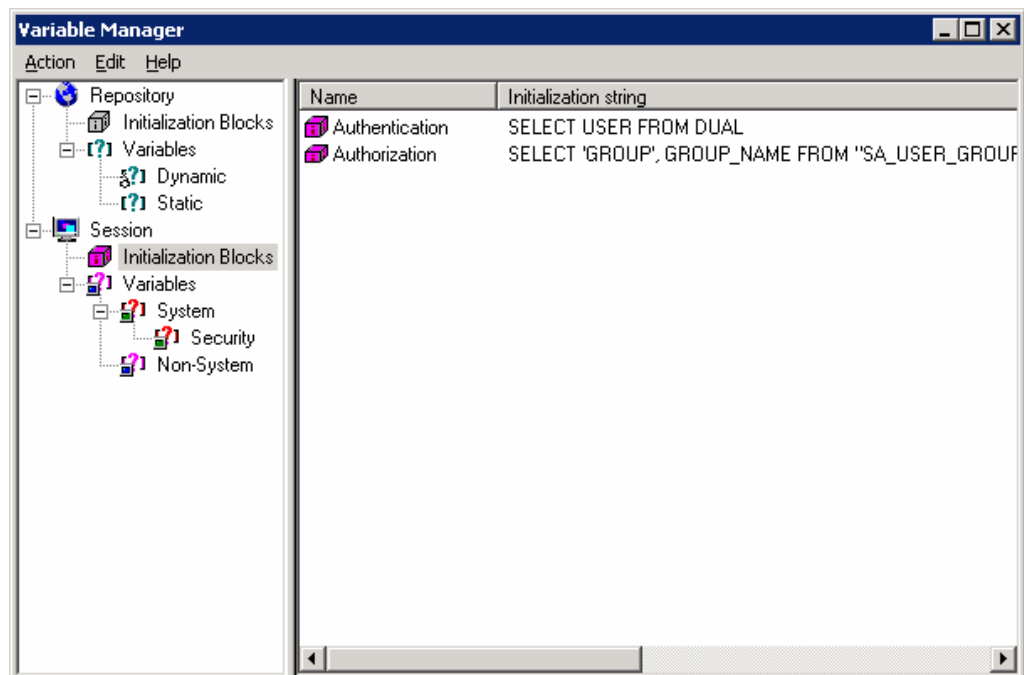 Variable Manager
Action Edit Help
Repository
Initialization Blocks
Variables
Dynamic
Static
Session
Initialization Blocks
Variables
System
Security
Non-System
Name Initialization string
Authentication SELECT USER FROM DUAL
Authorization SELECT 'GROUP', GROUP_NAME FROM "SA_USER_GROUP